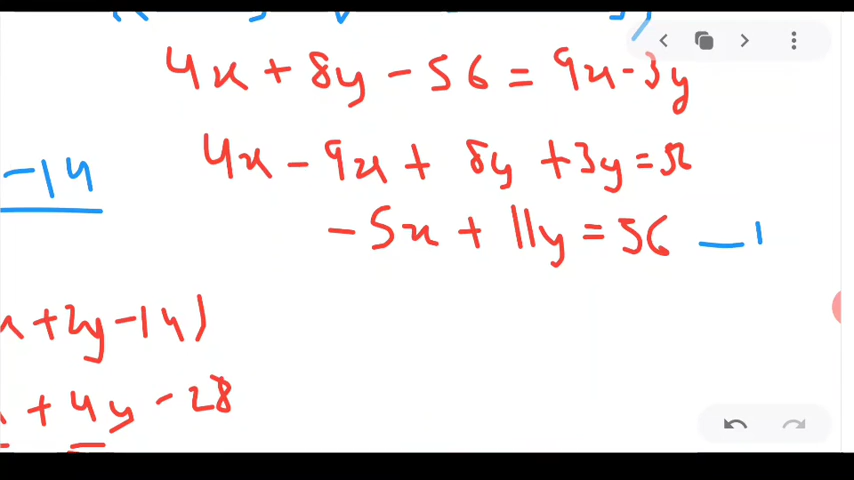 4x + 8y - 56 = 9x - 3y
4x - 9x + 8y + 3y = 56
-14
- 5x + 11y = 56 - 1
x + 2y - 14)
+ 4y - 28